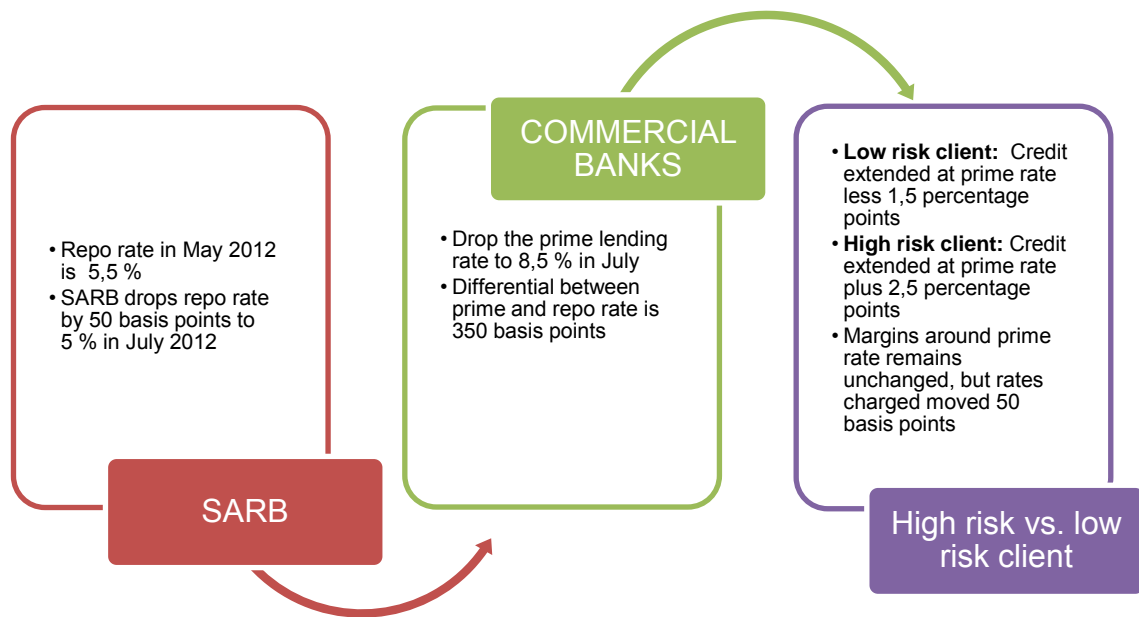 • Repo rate in May 2012
is 5,5 %
• SARB drops repo rate
by 50 basis points to
5 % in July 2012
SARB
COMMERCIAL
BANKS
• Drop the prime lending
rate to 8,5 % in July
• Differential between
prime and repo rate is
350 basis points
• Low risk client: Credit
extended at prime rate
less 1,5 percentage
points
• High risk client: Credit
extended at prime rate
plus 2,5 percentage
points
• Margins around prime
rate remains
unchanged, but rates
charged moved 50
basis points
High risk vs. low
risk client